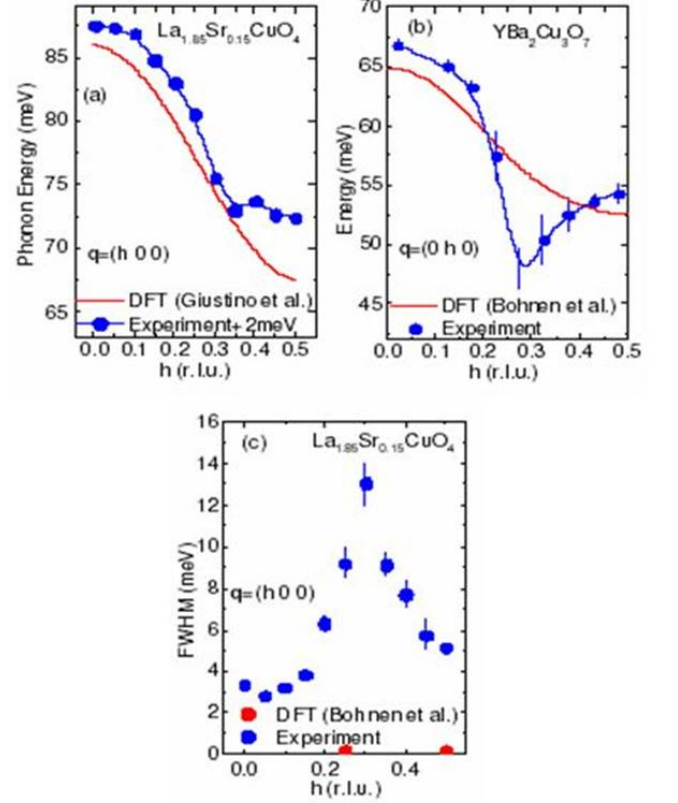 La1.85Sr0.15CuO4
(a)
Phonon Energy (meV)
85
80
75
70
65
q=(h 0 0)
DFT (Giustino et al.)
Experiment+ 2meV
0.0 0.1 0.2 0.3 0.4 0.5
h (r.l.u.)
(b) YBa2Cu3O7
Energy (meV)
70
65
60
55
50
45
q=(0 h 0)
DFT (Bohnen et al.)
Experiment
0.0 0.1 0.2 0.3 0.4 0.5
h (r.l.u.)
(c) La1.85Sr0.15CuO4
FWHM (meV)
16
14
12
10
8
6
4
2
0
q=(h 0 0)
DFT (Bohnen et al.)
Experiment
0.0 0.2 0.4
h (r.l.u.)